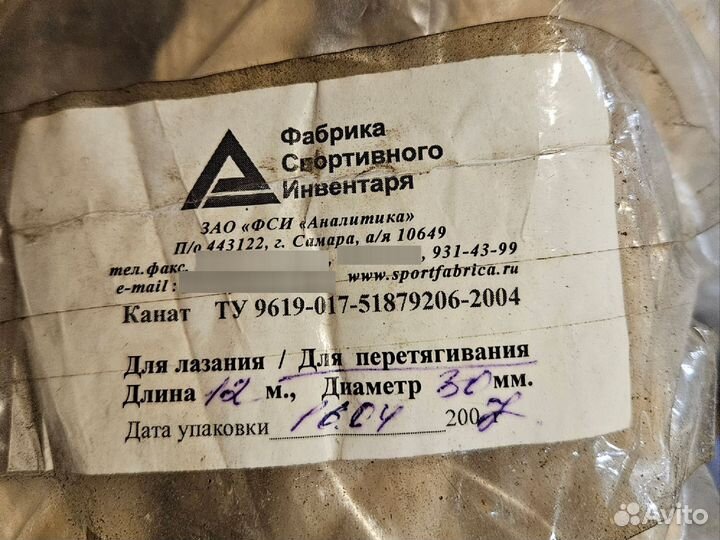 Фабрика
Спортивного
Инвентаря
ЗАО «ФСИ «Аналитика»
П/о 443122, г. Самара, а/я 10649
тел.факс. , 931-43-99
e-mail : www.sportfabrica.ru
Канат ТУ 9619-017-51879206-2004
Для лазания / Для перетягивания
Длина 12 м., Диаметр 30 мм.
Дата упаковки 16.04 2007
Avito